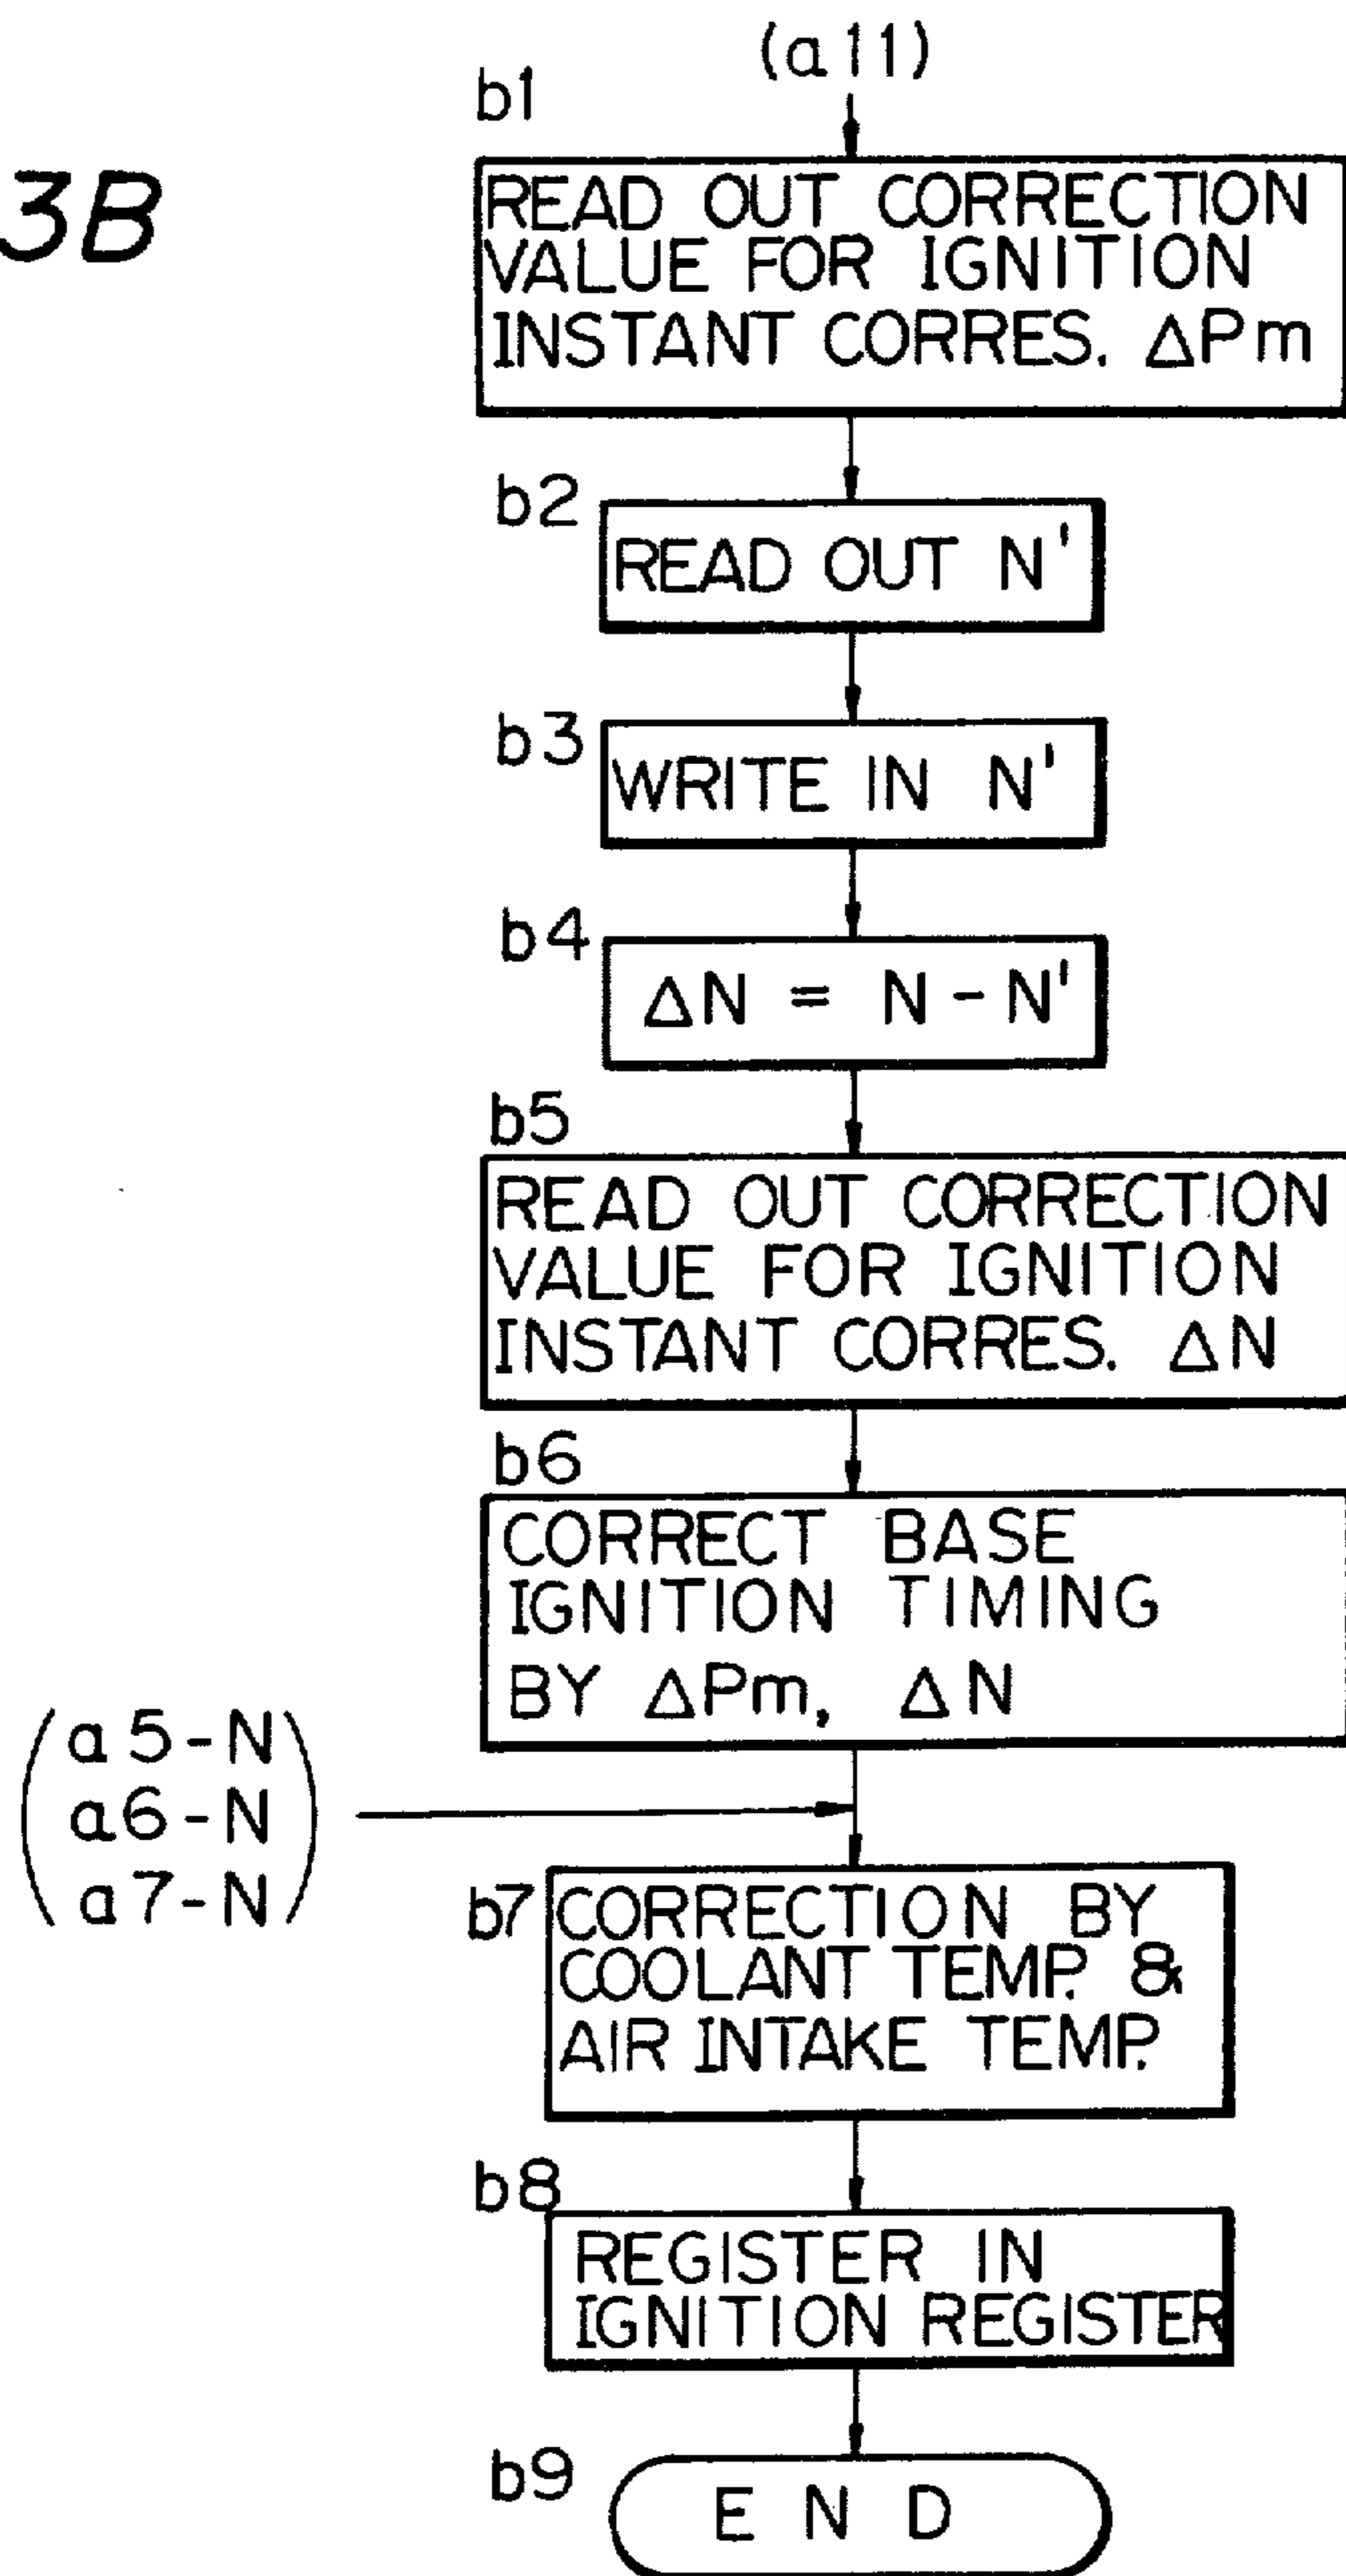 3B
(a11)
b1
READ OUT CORRECTION
VALUE FOR IGNITION
INSTANT CORRES. ΔPm
b2
READ OUT N'
b3
WRITE IN N'
b4
ΔN = N - N'
b5
READ OUT CORRECTION
VALUE FOR IGNITION
INSTANT CORRES. ΔN
b6
CORRECT BASE
IGNITION TIMING
BY ΔPm, ΔN
(a5-N
a6-N
a7-N)
b7
CORRECTION BY
COOLANT TEMP. &
AIR INTAKE TEMP.
b8
REGISTER IN
IGNITION REGISTER
b9
END